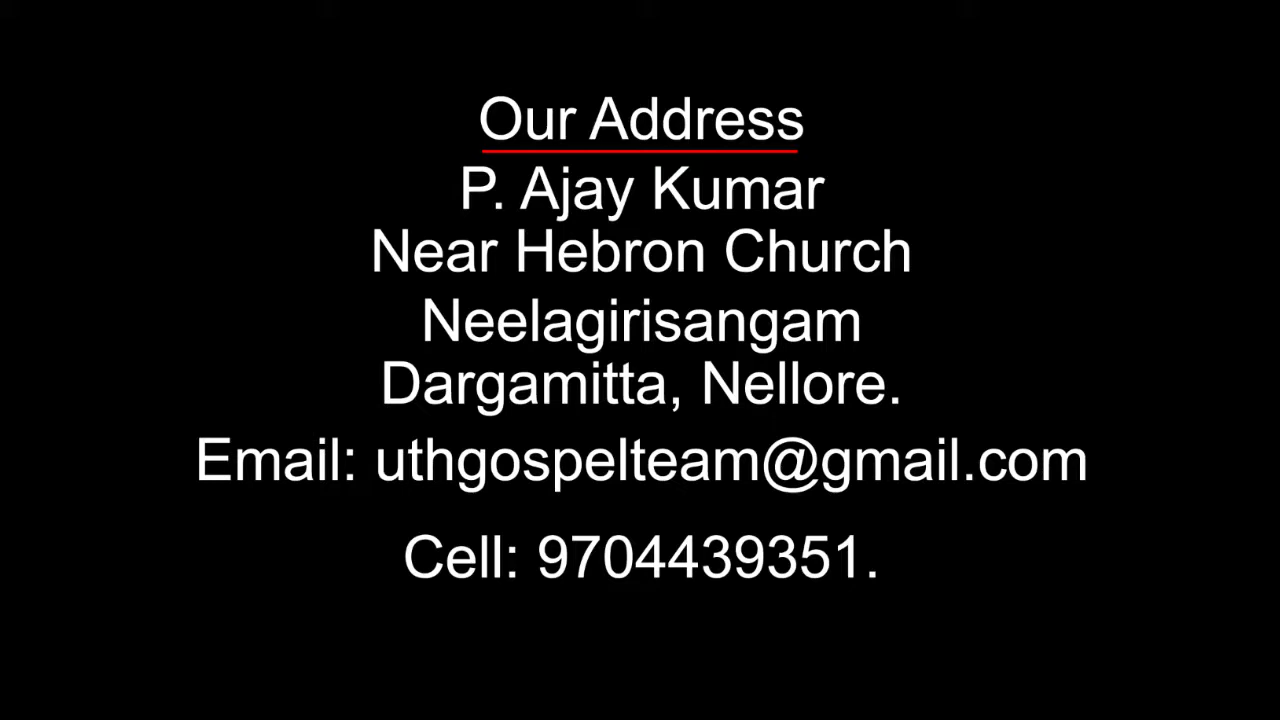 Our Address
P. Ajay Kumar
Near Hebron Church
Neelagirisangam
Dargamitta, Nellore.
Email: uthgospelteam@gmail.com
Cell: 9704439351.